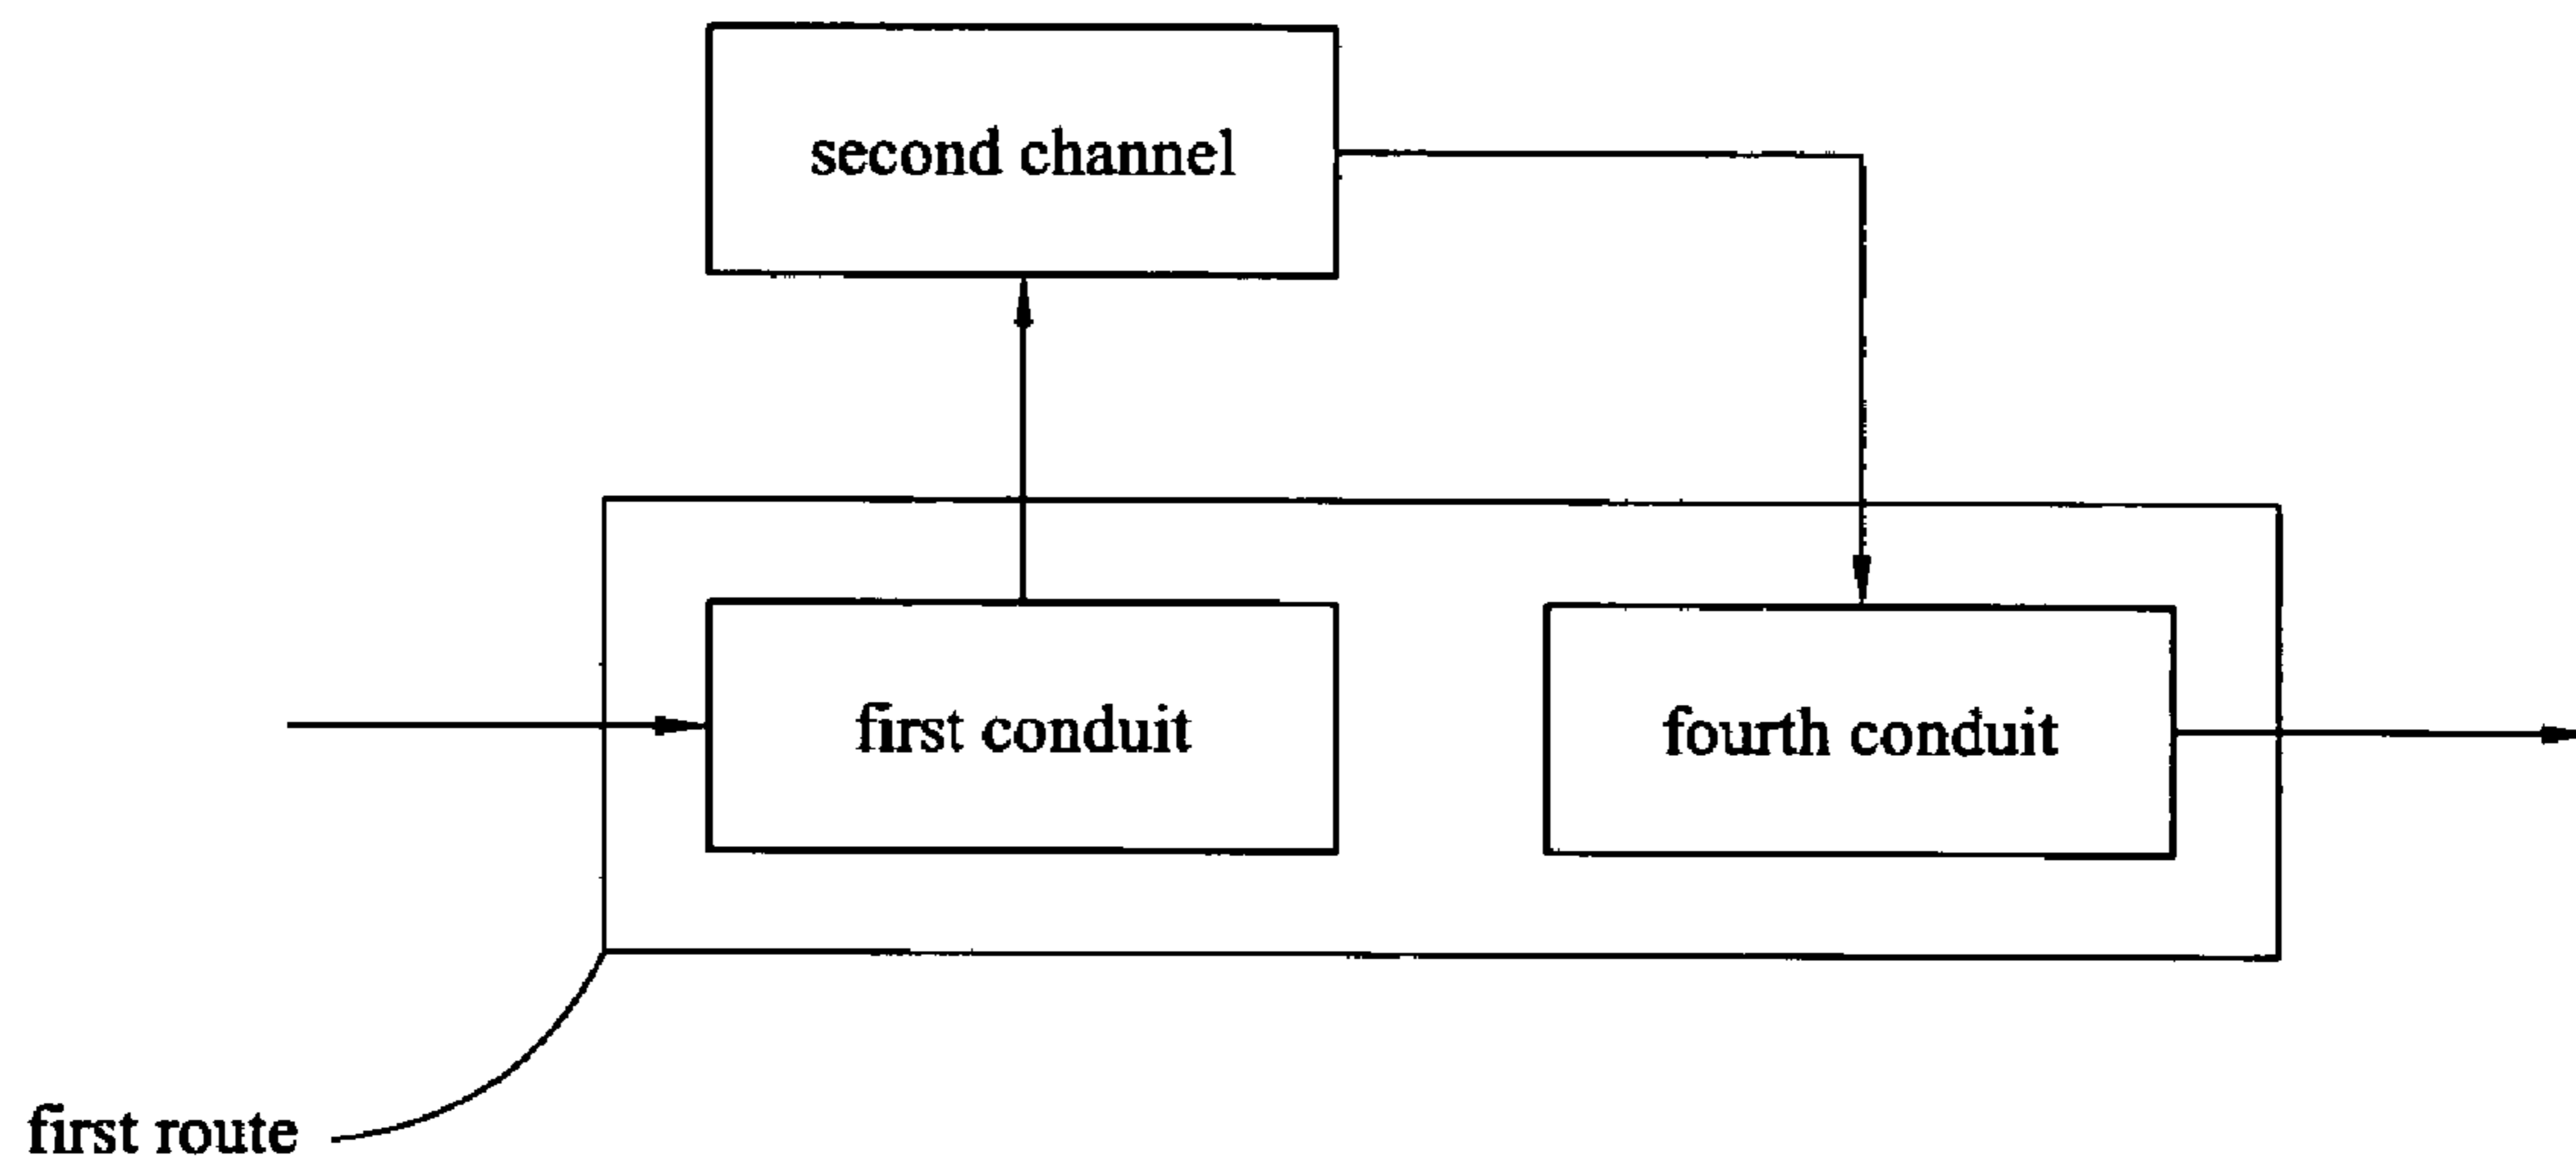 second channel
first conduit
fourth conduit
first route